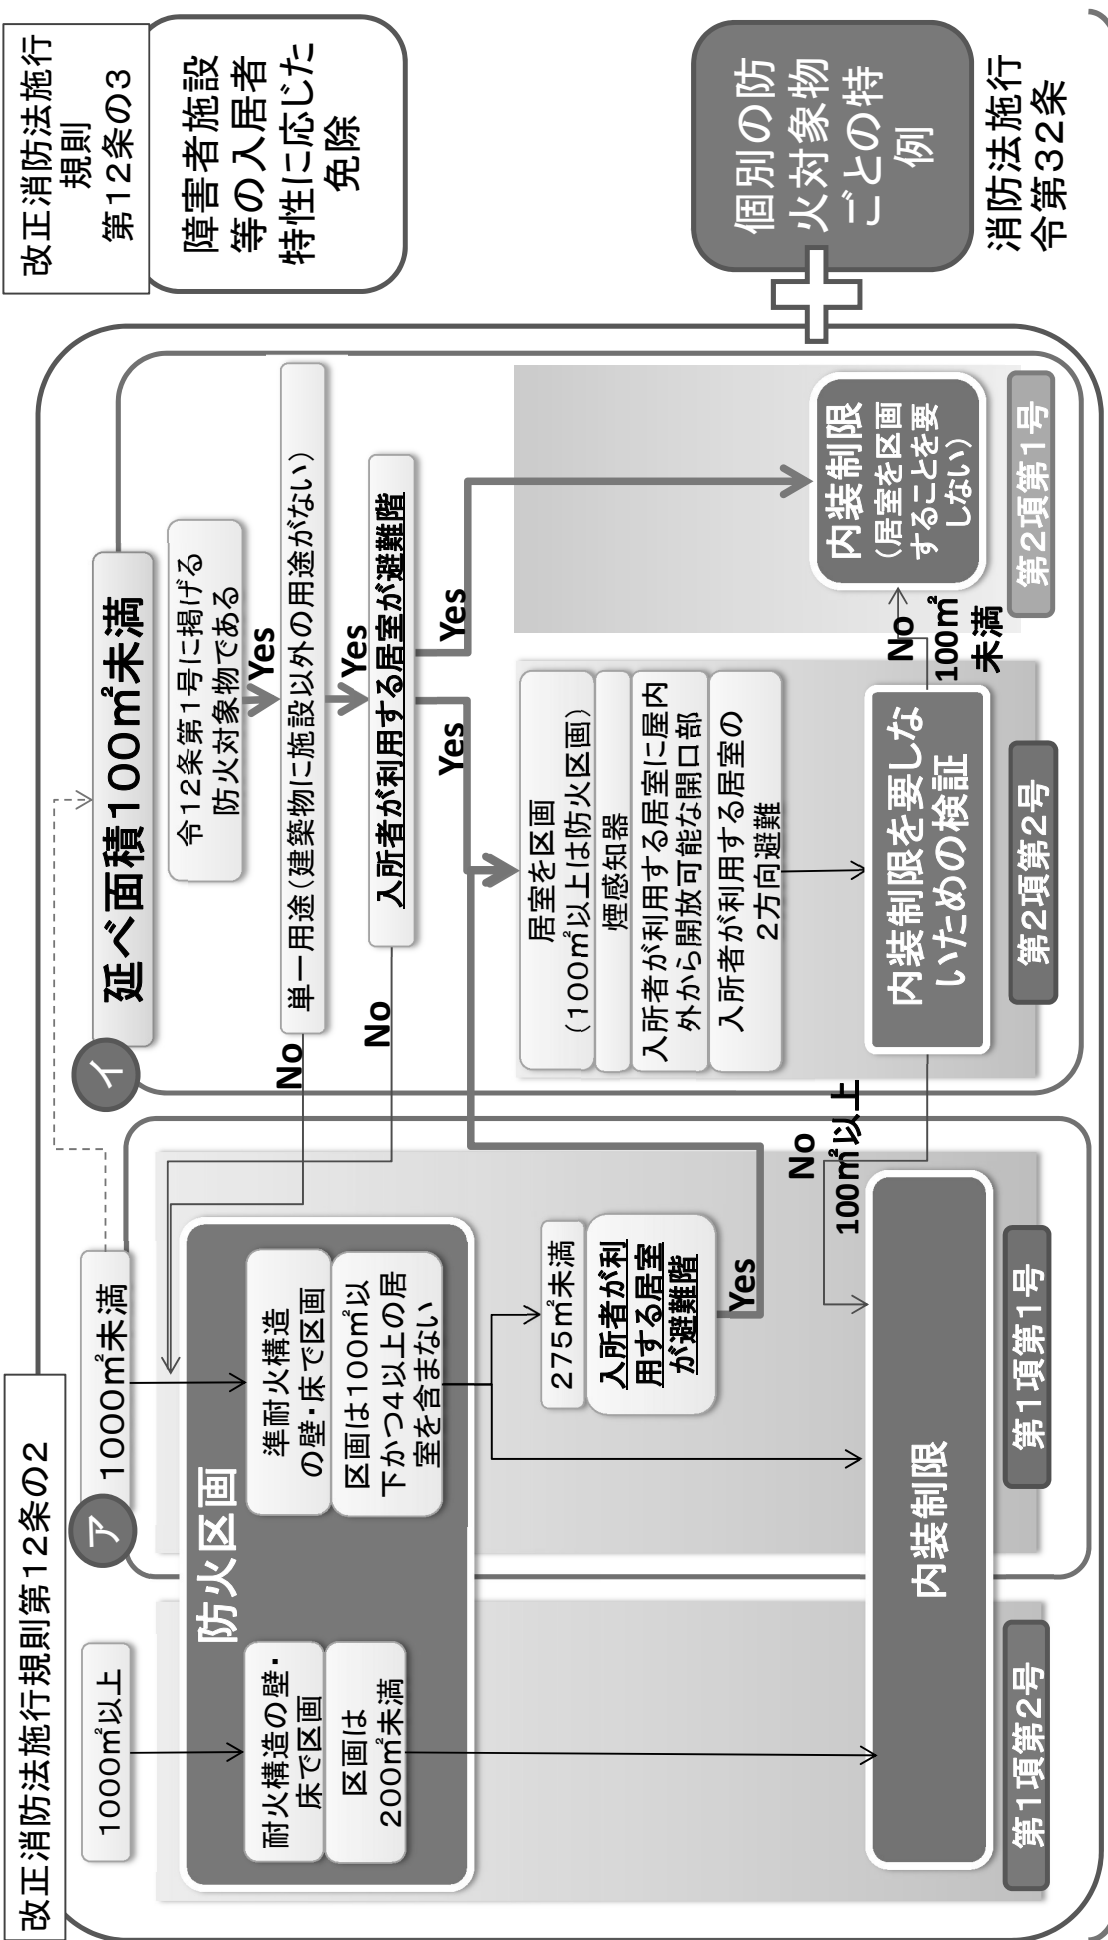 改正消防法施行規則第12条の2
1000㎡以上
耐火構造の壁・
床で区画
区画は
200㎡未満
第1項第2号
ア
1000㎡未満
防火区画
準耐火構造
の壁・床で区画
区画は100㎡以
下かつ4以上の居
室を含まない
275㎡未満
入所者が利
用する居室
が避難階
Yes
内装制限
第1項第1号
イ
延べ面積100㎡未満
令12条第1号に掲げる
防火対象物である
Yes
単一用途(建築物に施設以外の用途がない)
No
Yes
入所者が利用する居室が避難階
No
Yes
Yes
居室を区画
(100㎡以上は防火区画)
煙感知器
入所者が利用する居室に屋内
外から開放可能な開口部
入所者が利用する居室の
2方向避難
内装制限を要しな
いための検証
No
100㎡以上
No
100㎡
未満
第2項第2号
内装制限
(居室を区画
することを要
しない)
第2項第1号
改正消防法施行
規則
第12条の3
障害者施設
等の入居者
特性に応じた
免除
個別の防
火対象物
ごとの特
例
消防法施行
令第32条